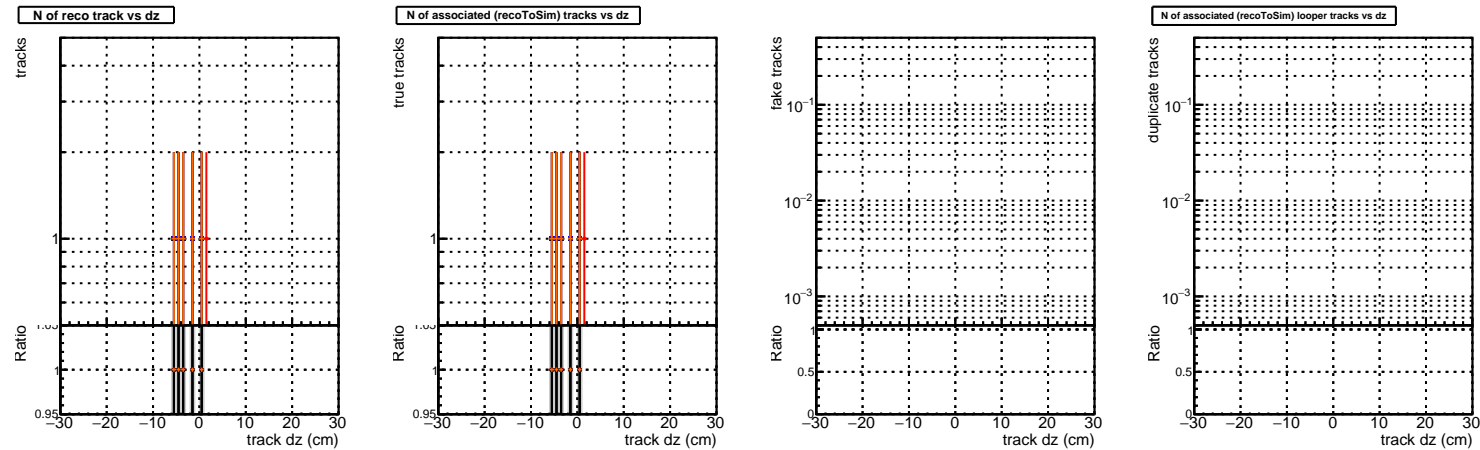 N of reco track vs dz
tracks
1
Ratio
1.05
1
0.95
−30 −20 −10 0 10 20 30
track dz (cm)
N of associated (recoToSim) tracks vs dz
true tracks
1
Ratio
1.05
1
0.95
−30 −20 −10 0 10 20 30
track dz (cm)
fake tracks
10−1
10−2
10−3
Ratio
1
0.5
0
−30 −20 −10 0 10 20 30
track dz (cm)
N of associated (recoToSim) looper tracks vs dz
duplicate tracks
10−1
10−2
10−3
Ratio
1
0.5
0
−30 −20 −10 0 10 20 30
track dz (cm)